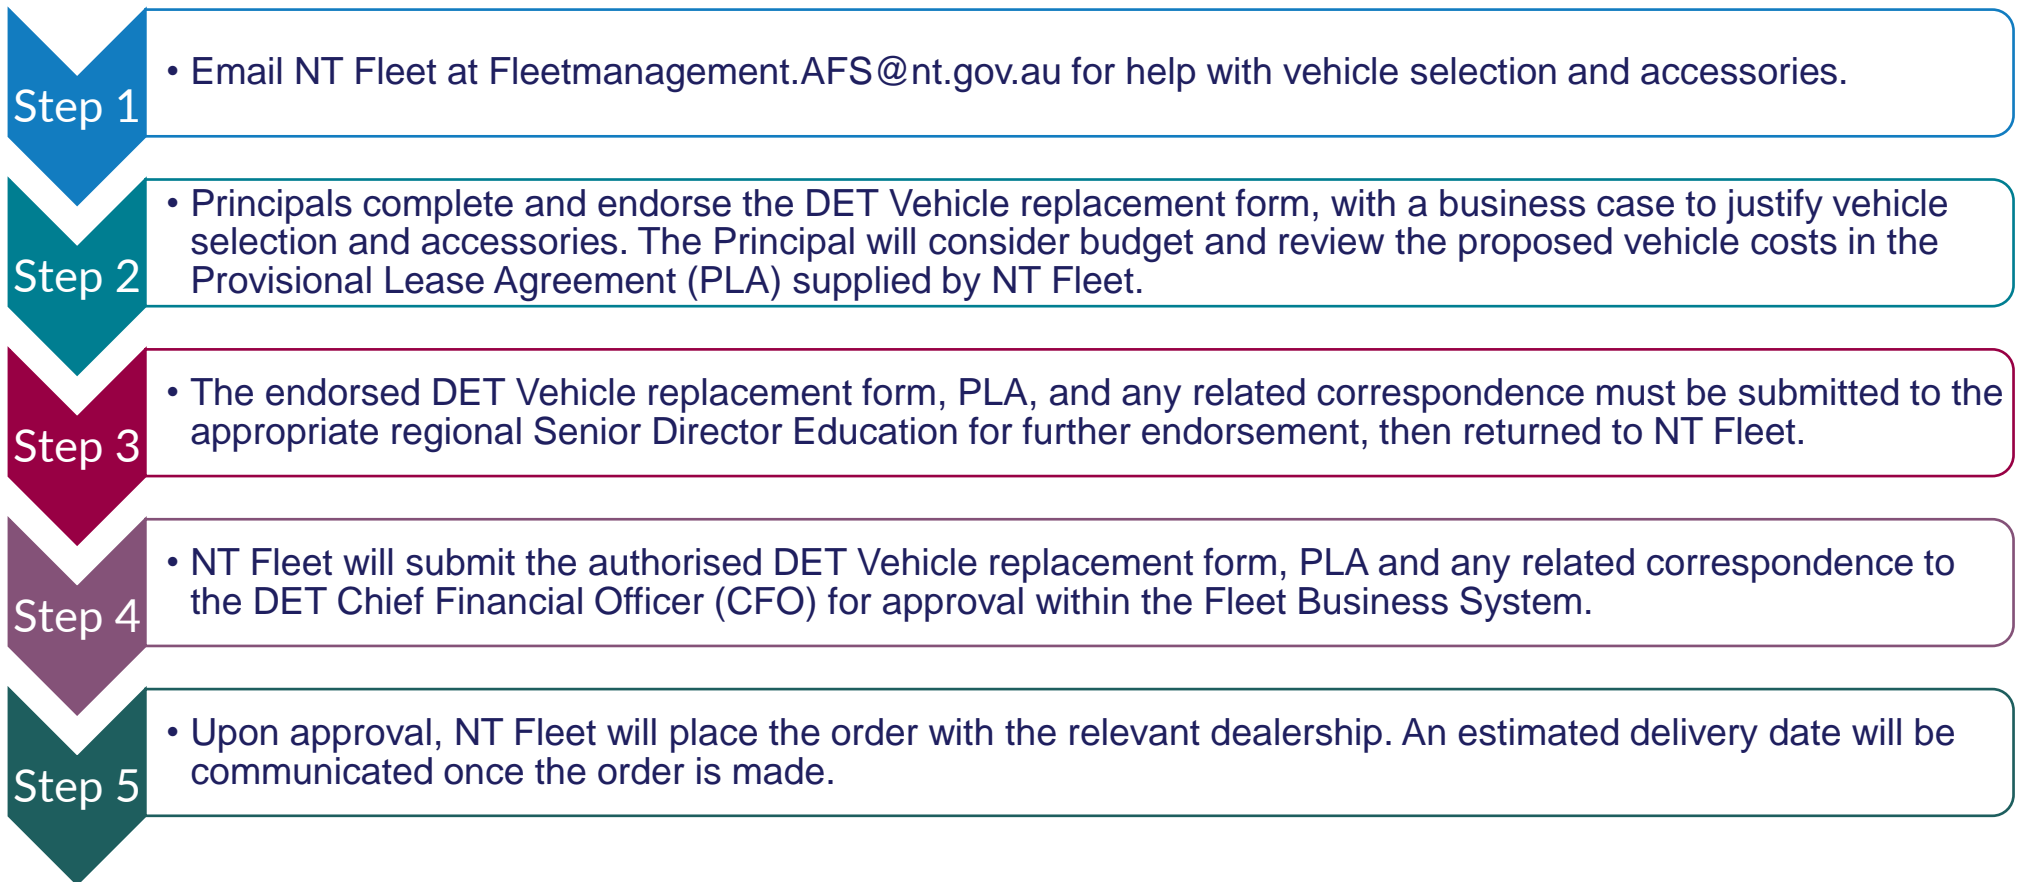 Step 1
• Email NT Fleet at Fleetmanagement.AFS@nt.gov.au for help with vehicle selection and accessories.
Step 2
• Principals complete and endorse the DET Vehicle replacement form, with a business case to justify vehicle
selection and accessories. The Principal will consider budget and review the proposed vehicle costs in the
Provisional Lease Agreement (PLA) supplied by NT Fleet.
Step 3
• The endorsed DET Vehicle replacement form, PLA, and any related correspondence must be submitted to the
appropriate regional Senior Director Education for further endorsement, then returned to NT Fleet.
Step 4
• NT Fleet will submit the authorised DET Vehicle replacement form, PLA and any related correspondence to
the DET Chief Financial Officer (CFO) for approval within the Fleet Business System.
Step 5
• Upon approval, NT Fleet will place the order with the relevant dealership. An estimated delivery date will be
communicated once the order is made.